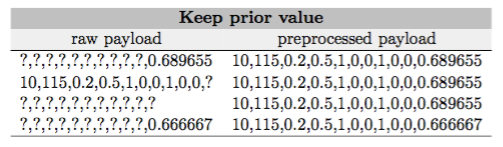 Keep prior value
raw payload preprocessed payload
?,?,?,?,?,?,?,?,?,?,0.689655 10,115,0.2,0.5,1,0,0,1,0,0,0.689655
10,115,0.2,0.5,1,0,0,1,0,0,? 10,115,0.2,0.5,1,0,0,1,0,0,0.689655
?,?,?,?,?,?,?,?,?,?,? 10,115,0.2,0.5,1,0,0,1,0,0,0.689655
?,?,?,?,?,?,?,?,?,?,0.666667 10,115,0.2,0.5,1,0,0,1,0,0,0.666667